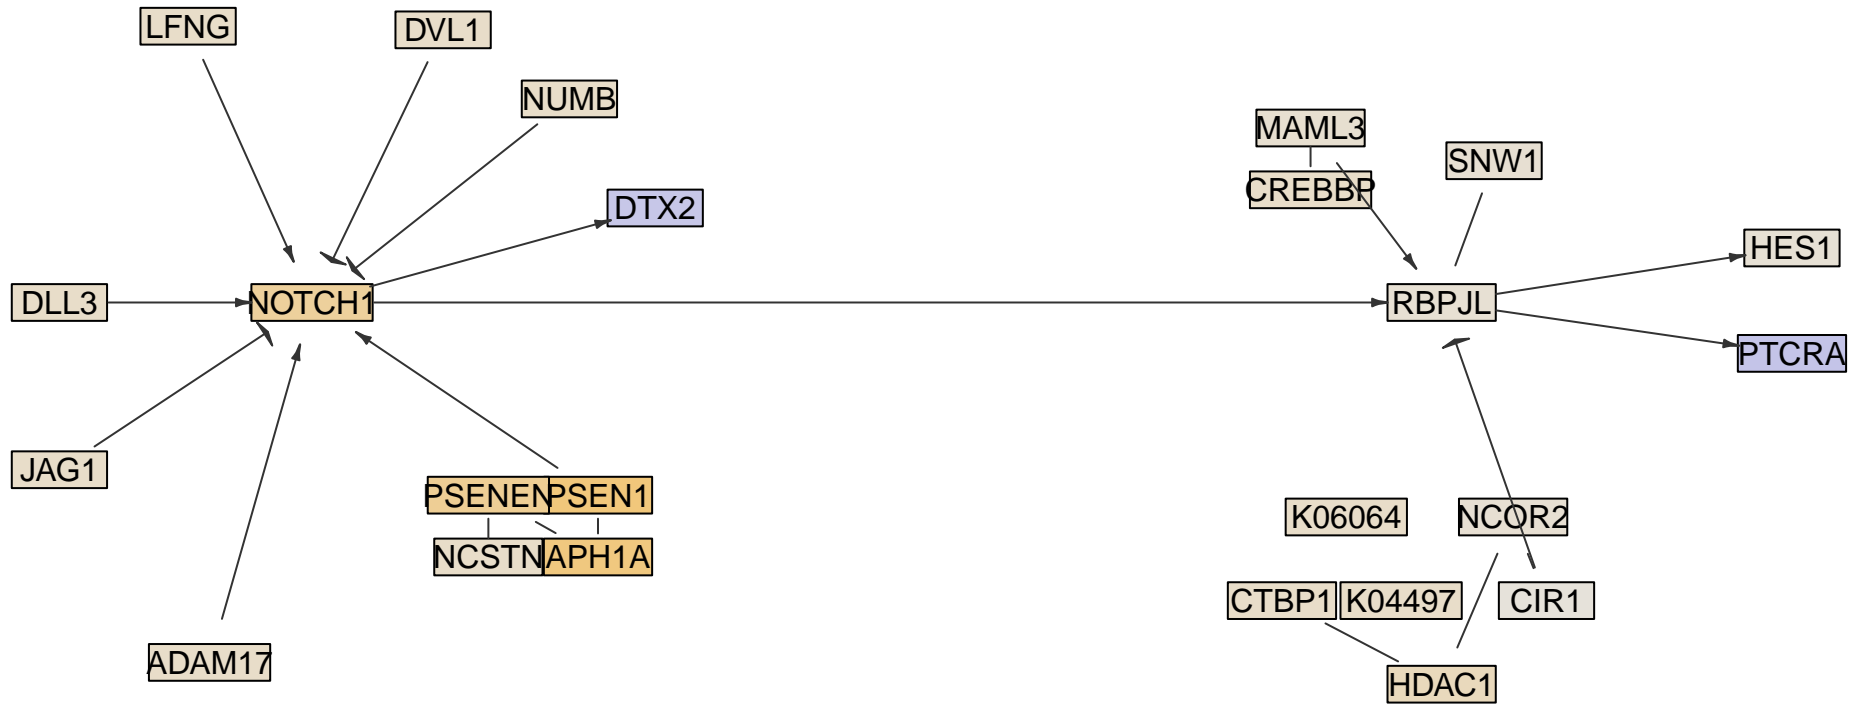 LFNG
DVL1
NUMB
MAML3
SNW1
CREBBP
DTX2
HES1
DLL3
NOTCH1
RBPJL
PTCRA
JAG1
PSENEN
PSEN1
K06064
NCOR2
NCSTN
APH1A
CTBP1
K04497
CIR1
ADAM17
HDAC1